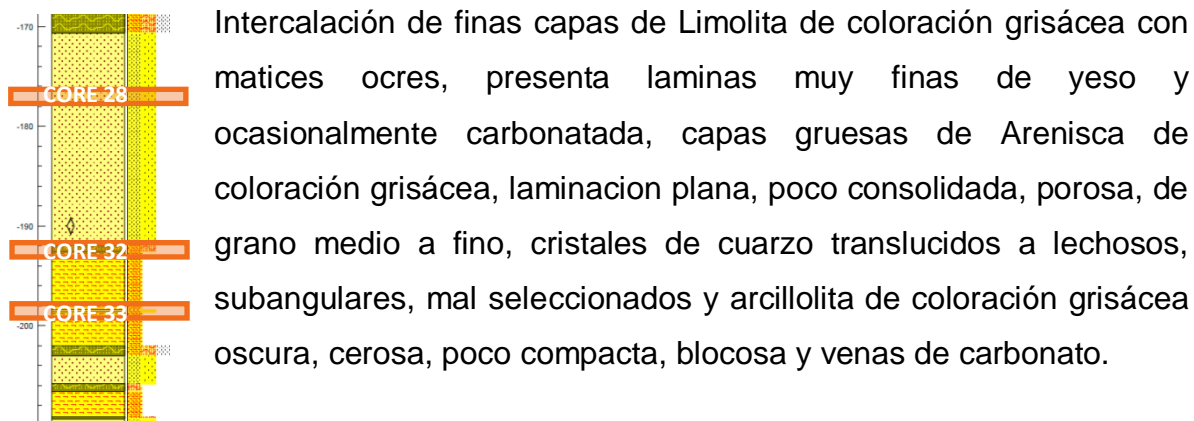 -170
CORE 28
-180
-190
CORE 32
CORE 33
-200
Intercalación de finas capas de Limolita de coloración grisácea con
matices ocres, presenta laminas muy finas de yeso y
ocasionalmente carbonatada, capas gruesas de Arenisca de
coloración grisácea, laminacion plana, poco consolidada, porosa, de
grano medio a fino, cristales de cuarzo translucidos a lechosos,
subangulares, mal seleccionados y arcillolita de coloración grisácea
oscura, cerosa, poco compacta, blocosa y venas de carbonato.